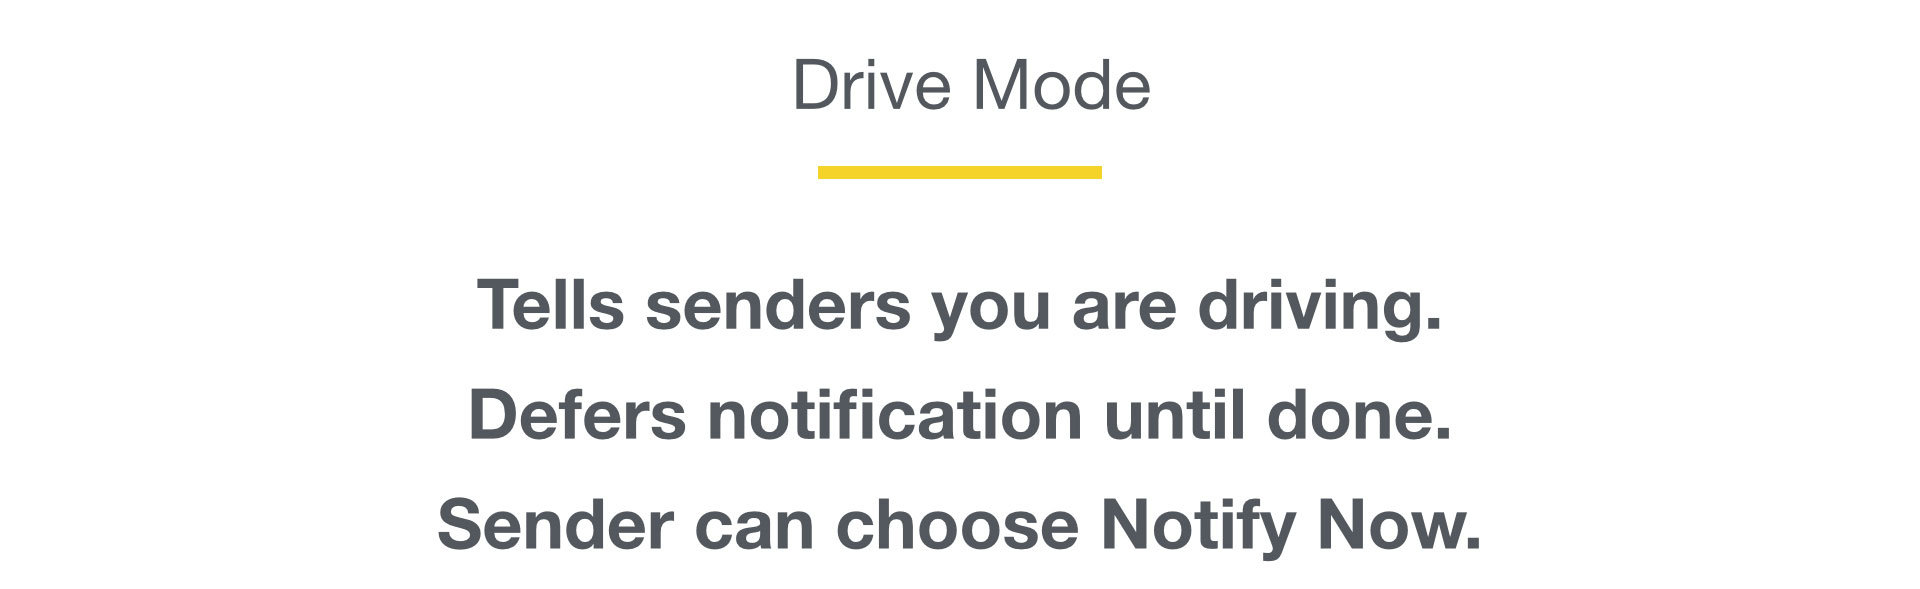 Drive Mode
Tells senders you are driving.
Defers notification until done.
Sender can choose Notify Now.